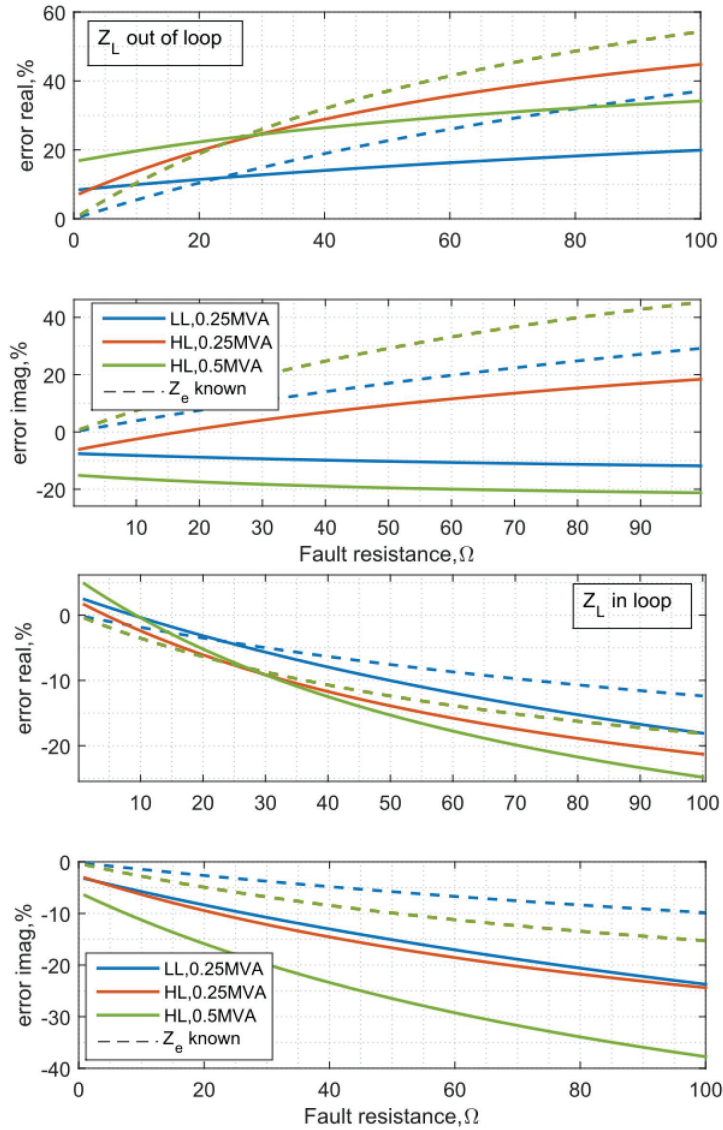 Z_L out of loop
error real,%
60
40
20
0
0 20 40 60 80 100
error imag,%
40
20
0
-20
LL,0.25MVA
HL,0.25MVA
HL,0.5MVA
Z_e known
10 20 30 40 50 60 70 80 90
Fault resistance,Ω
Z_L in loop
error real,%
0
-10
-20
10 20 30 40 50 60 70 80 90 100
error imag,%
0
-10
-20
-30
-40
LL,0.25MVA
HL,0.25MVA
HL,0.5MVA
Z_e known
0 20 40 60 80 100
Fault resistance,Ω